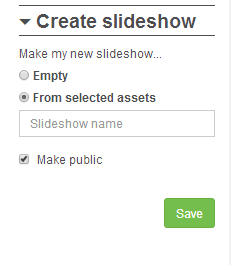 Create slideshow
Make my new slideshow...
Empty
From selected assets
Slideshow name
Make public
Save